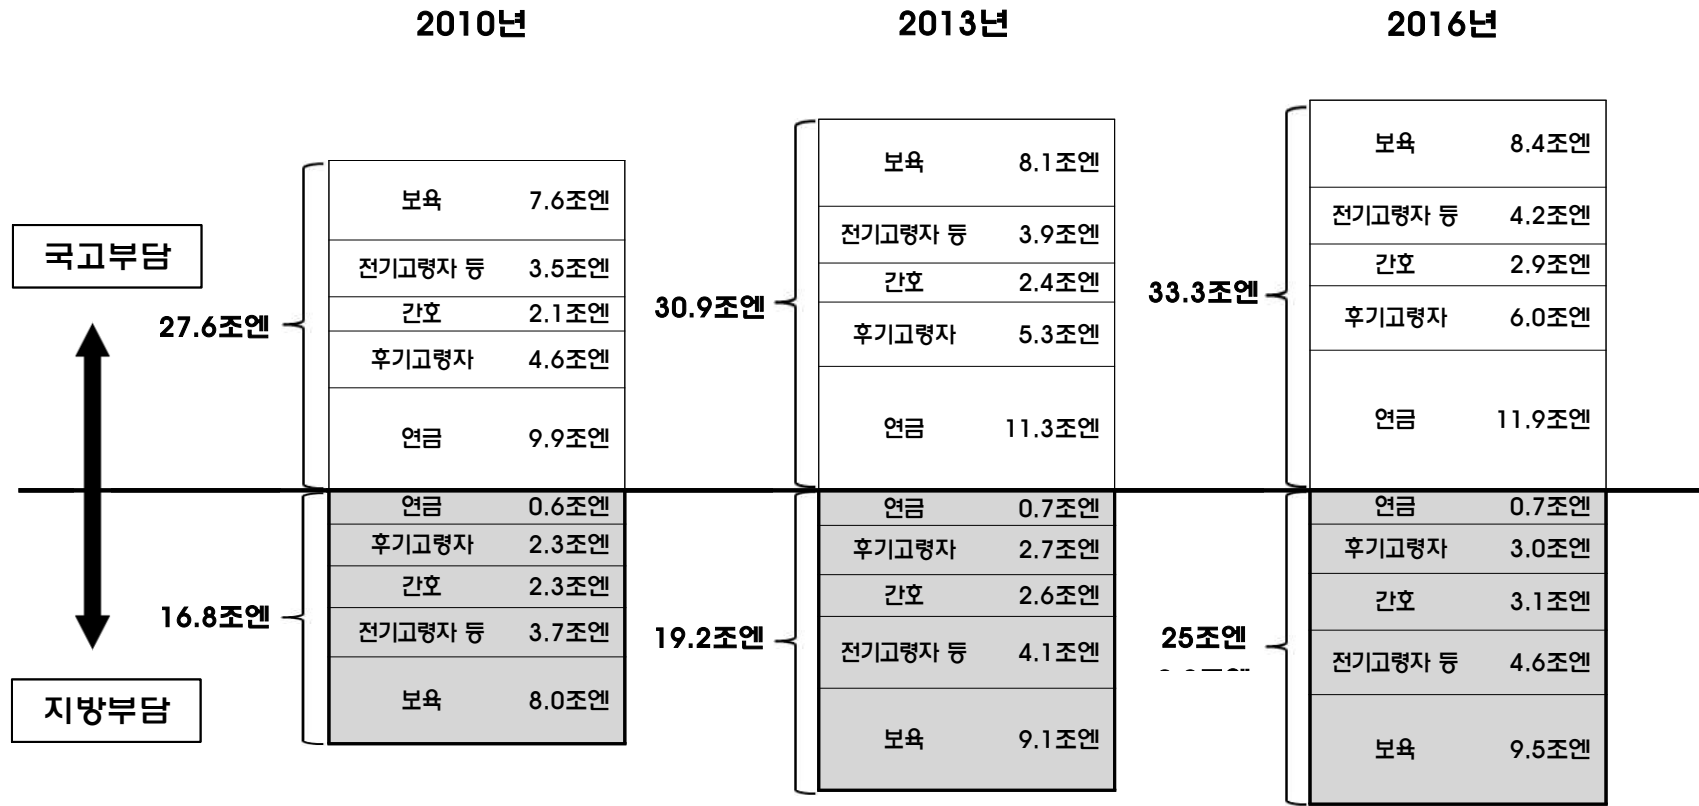 2010년
2013년
2016년
국고부담
지방부담
27.6조엔
보육 7.6조엔
전기고령자 등 3.5조엔
간호 2.1조엔
후기고령자 4.6조엔
연금 9.9조엔
16.8조엔
연금 0.6조엔
후기고령자 2.3조엔
간호 2.3조엔
전기고령자 등 3.7조엔
보육 8.0조엔
30.9조엔
보육 8.1조엔
전기고령자 등 3.9조엔
간호 2.4조엔
후기고령자 5.3조엔
연금 11.3조엔
19.2조엔
연금 0.7조엔
후기고령자 2.7조엔
간호 2.6조엔
전기고령자 등 4.1조엔
보육 9.1조엔
33.3조엔
보육 8.4조엔
전기고령자 등 4.2조엔
간호 2.9조엔
후기고령자 6.0조엔
연금 11.9조엔
25조엔
연금 0.7조엔
후기고령자 3.0조엔
간호 3.1조엔
전기고령자 등 4.6조엔
보육 9.5조엔